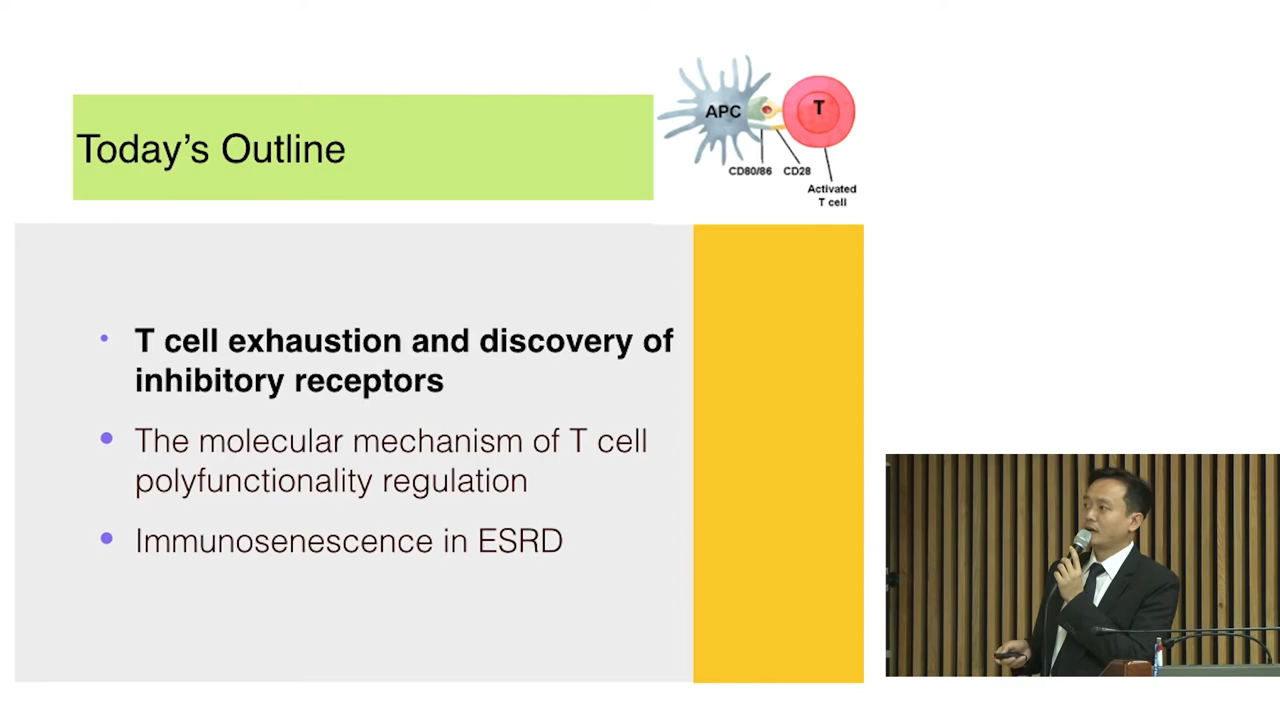 Today's Outline
APC
T
CD80/86 CD28
Activated
T cell
• T cell exhaustion and discovery of
inhibitory receptors
• The molecular mechanism of T cell
polyfunctionality regulation
• Immunosenescence in ESRD